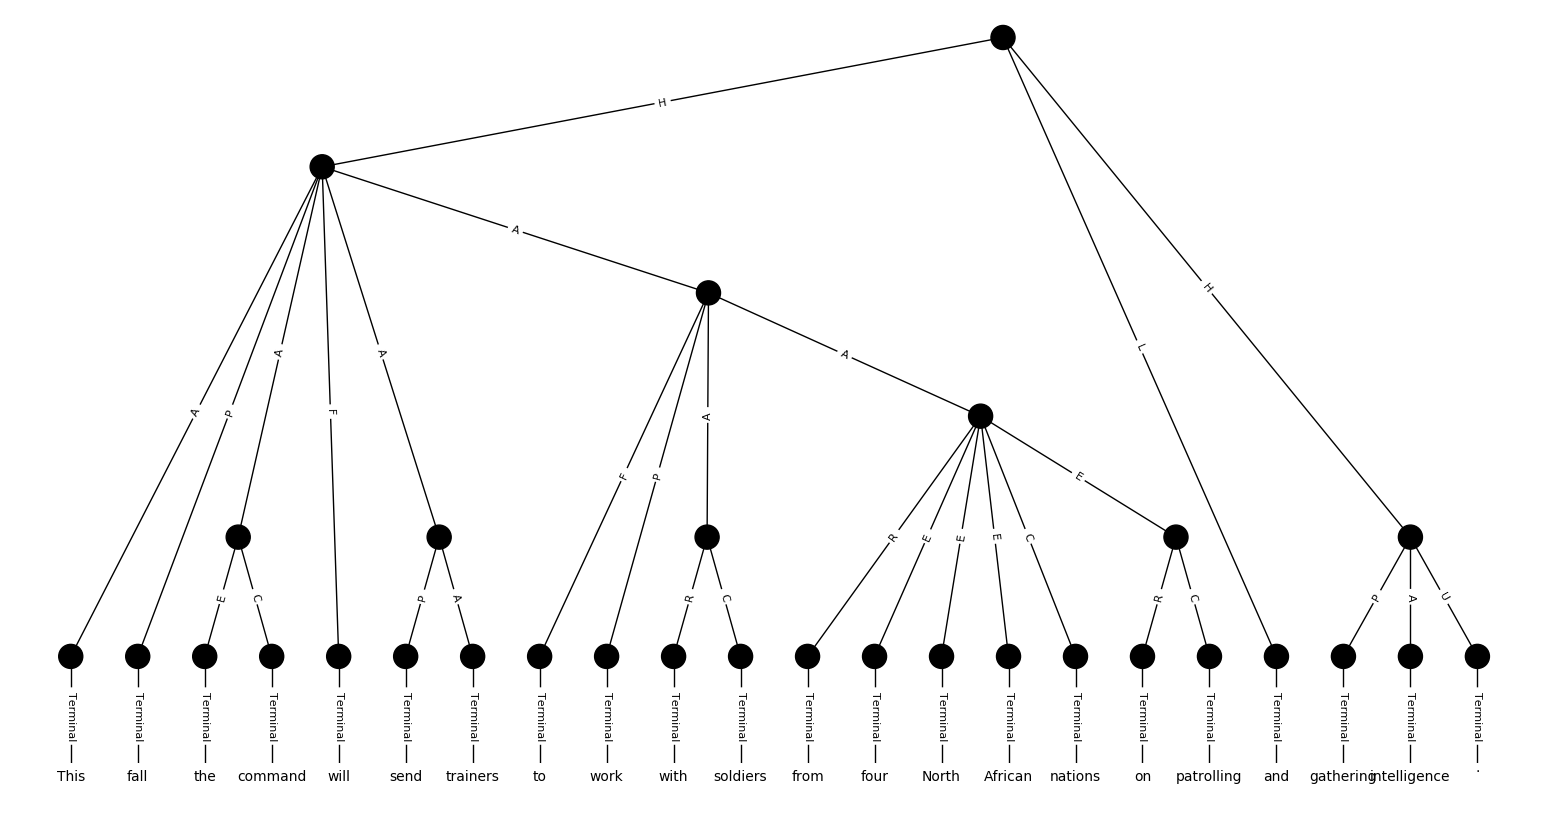 H
A
A
A
L
H
A
P
F
A
A
F
P
A
E
R
E
E
E
C
E
C
P
A
R
C
R
C
P
A
U
Terminal Terminal Terminal Terminal Terminal Terminal Terminal Terminal Terminal Terminal Terminal Terminal Terminal Terminal Terminal Terminal Terminal Terminal Terminal Terminal Terminal Terminal
This fall the command will send trainers to work with soldiers from four North African nations on patrolling and gathering intelligence .